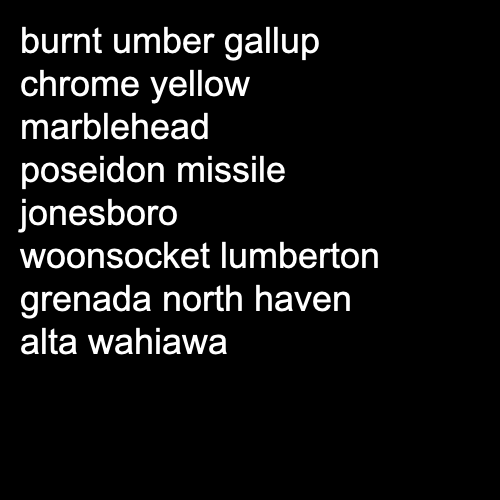 burnt umber gallup
chrome yellow
marblehead
poseidon missile
jonesboro
woonsocket lumberton
grenada north haven
alta wahiawa